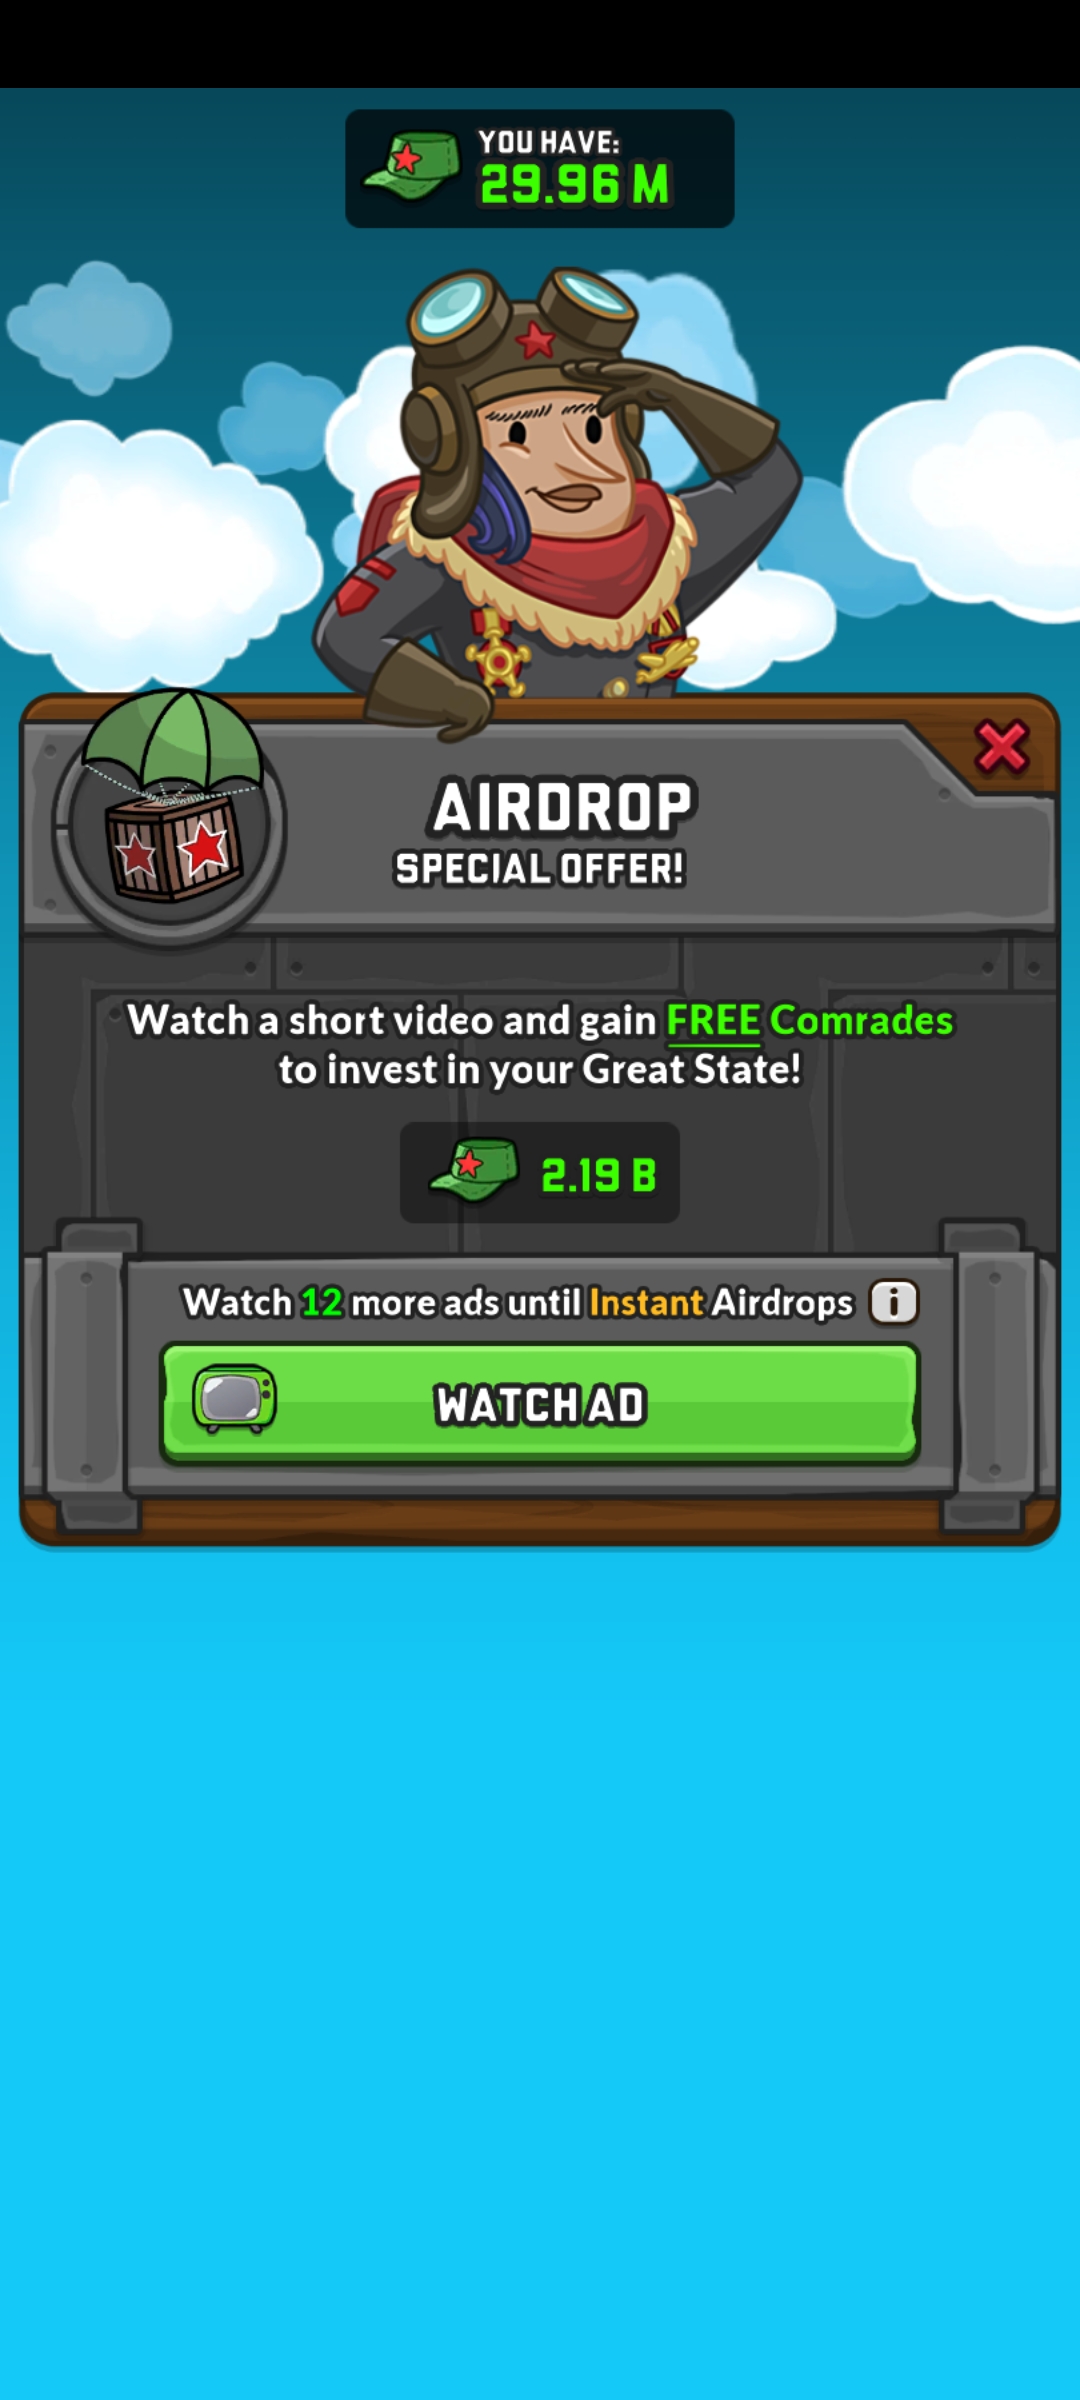 YOU HAVE:
29.96 M
AIRDROP
SPECIAL OFFER!
Watch a short video and gain FREE Comrades
to invest in your Great State!
2.19 B
Watch 12 more ads until Instant Airdrops i
WATCH AD